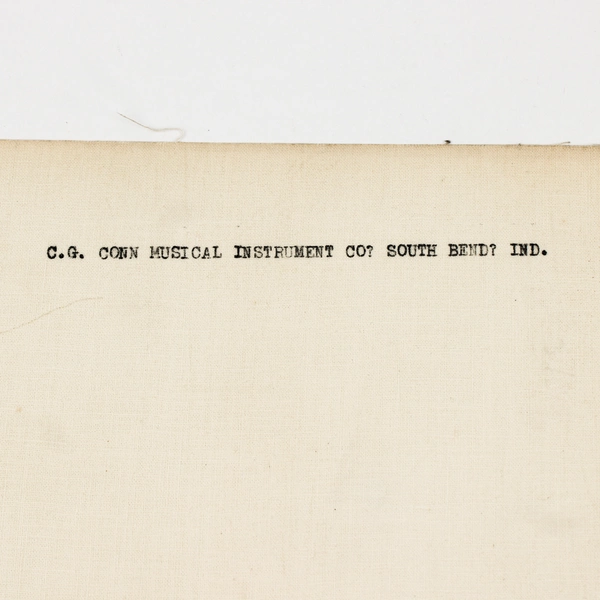 C.G. CONN MUSICAL INSTRUMENT CO? SOUTH BEND? IND.